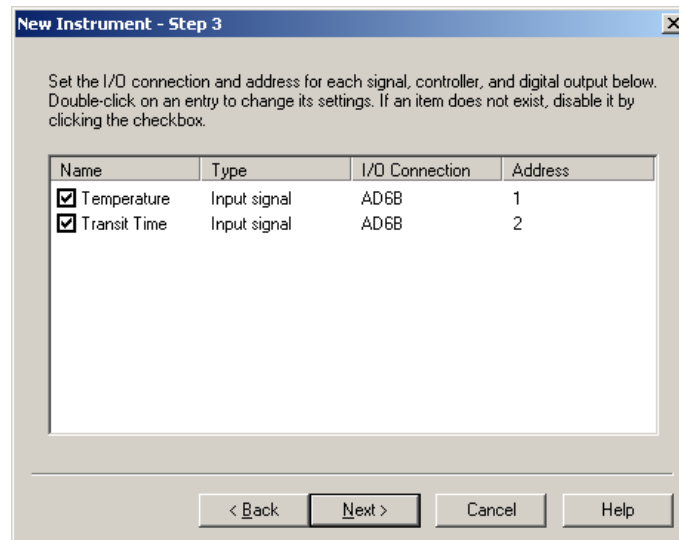 New Instrument - Step 3
Set the I/O connection and address for each signal, controller, and digital output below.
Double-click on an entry to change its settings. If an item does not exist, disable it by
clicking the checkbox.
Name Type I/O Connection Address
Temperature Input signal AD6B 1
Transit Time Input signal AD6B 2
< Back Next > Cancel Help